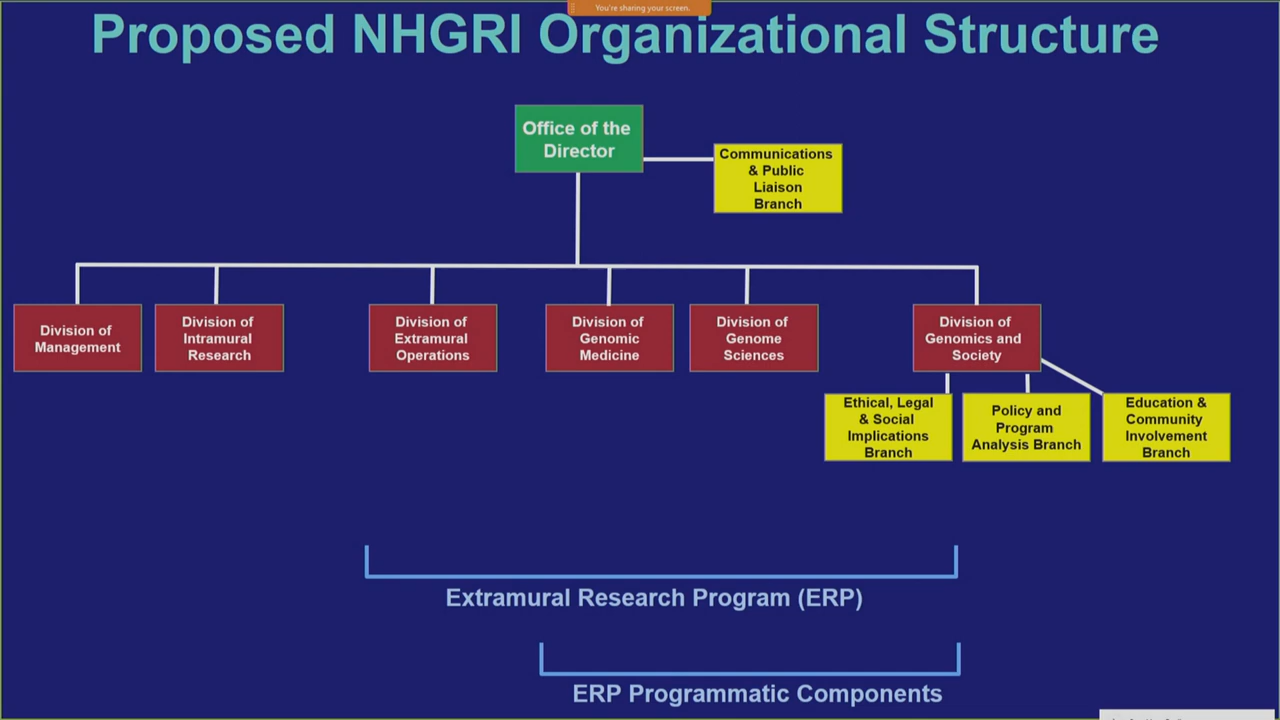 You're sharing your screen.
Proposed NHGRI Organizational Structure
Office of the
Director
Communications
& Public
Liaison
Branch
Division of
Management
Division of
Intramural
Research
Division of
Extramural
Operations
Division of
Genomic
Medicine
Division of
Genome
Sciences
Division of
Genomics and
Society
Ethical, Legal
& Social
Implications
Branch
Policy and
Program
Analysis Branch
Education &
Community
Involvement
Branch
Extramural Research Program (ERP)
ERP Programmatic Components